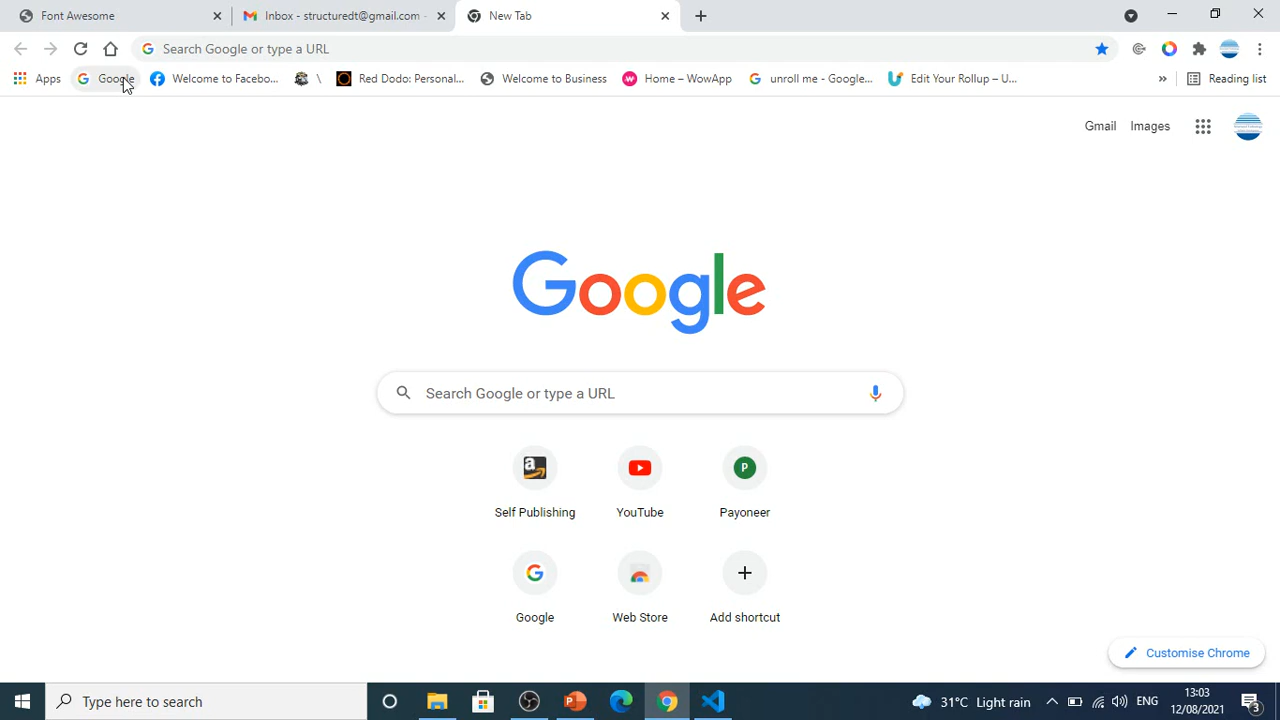 Font Awesome
Inbox - structuredt@gmail.com -
New Tab
Search Google or type a URL
Apps
Google
Welcome to Facebo...
\
Red Dodo: Personal...
Welcome to Business
Home – WowApp
unroll me - Google...
Edit Your Rollup – U...
»
Reading list
Gmail
Images
Google
Search Google or type a URL
Self Publishing
YouTube
P
Payoneer
Google
Web Store
Add shortcut
Customise Chrome
Type here to search
31°C Light rain
ENG
13:03
12/08/2021
3